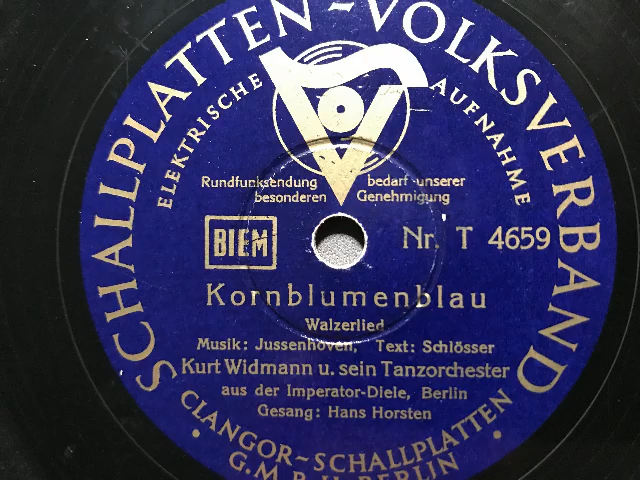 SCHALLPLATTEN-VOLKSVERBAND
ELEKTRISCHE AUFNAHME
Rundfunksendung bedarf unserer
besonderen Genehmigung
BIEM
Nr. T 4659
Kornblumenblau
Walzerlied
Musik: Jussenhoven, Text: Schlösser
Kurt Widmann u. sein Tanzorchester
aus der Imperator-Diele, Berlin
Gesang: Hans Horsten
CLANGOR-SCHALLPLATTEN
G.M.B.H. BERLIN